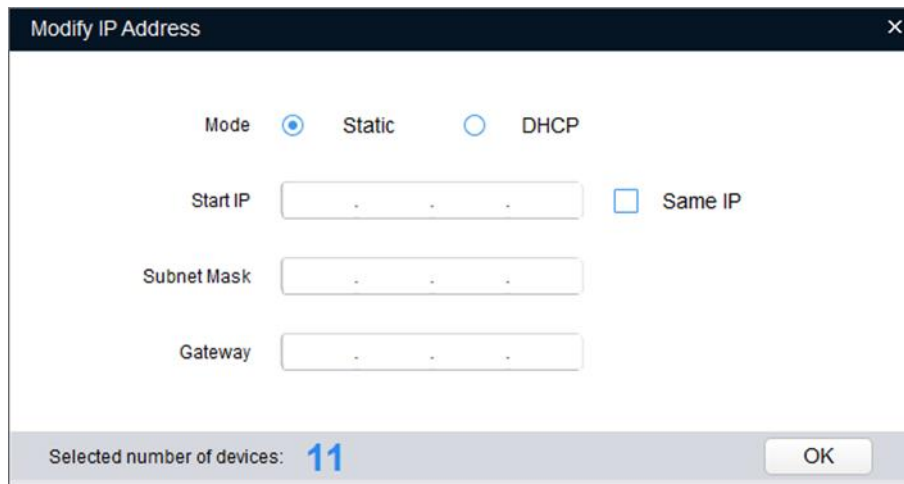 Modify IP Address
Mode Static DHCP
Start IP . . . Same IP
Subnet Mask . . .
Gateway . . .
Selected number of devices: 11 OK